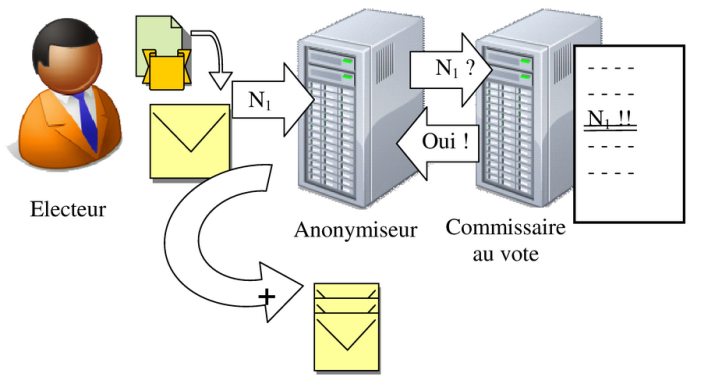 N1
N1 ?
Oui !
- - - -
- - - -
N1 !!
- - - -
- - - -
Electeur
Anonymiseur
Commissaire
au vote
+